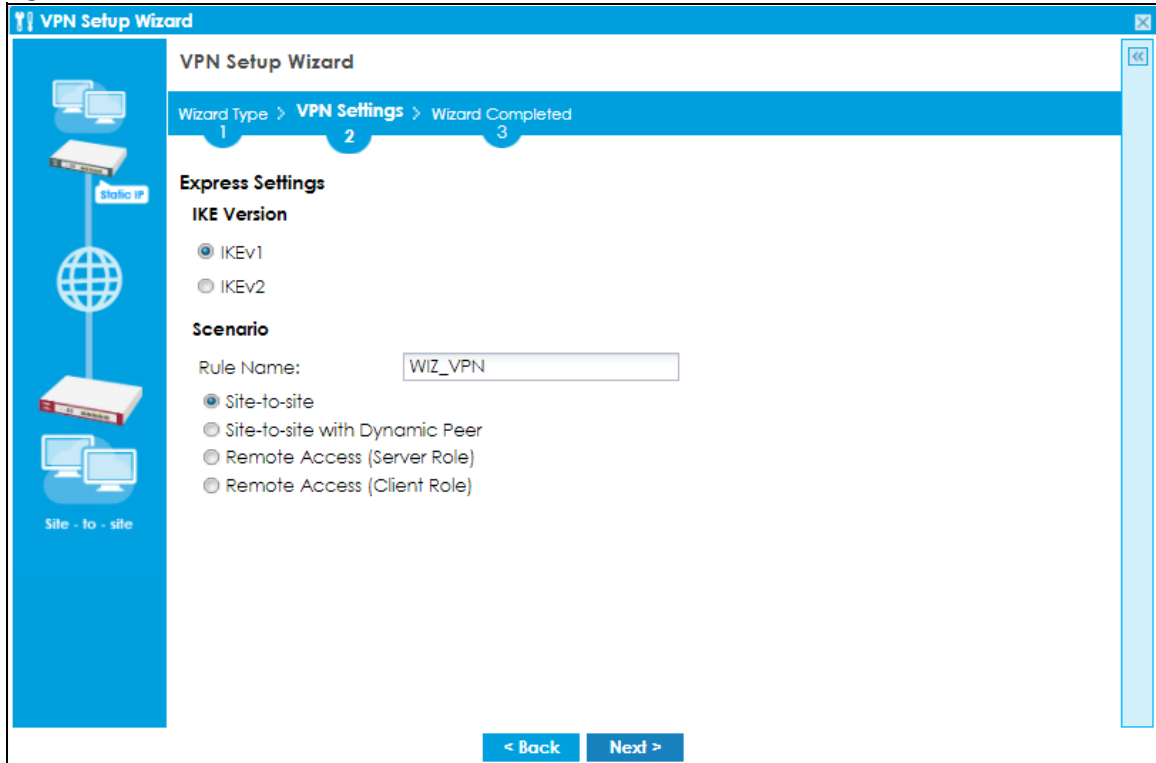 VPN Setup Wizard
VPN Setup Wizard
Wizard Type > VPN Settings > Wizard Completed
1 2 3
Static IP
Express Settings
IKE Version
IKEv1
IKEv2
Scenario
Rule Name: WIZ_VPN
Site-to-site
Site-to-site with Dynamic Peer
Remote Access (Server Role)
Remote Access (Client Role)
Site - to - site
< Back Next >